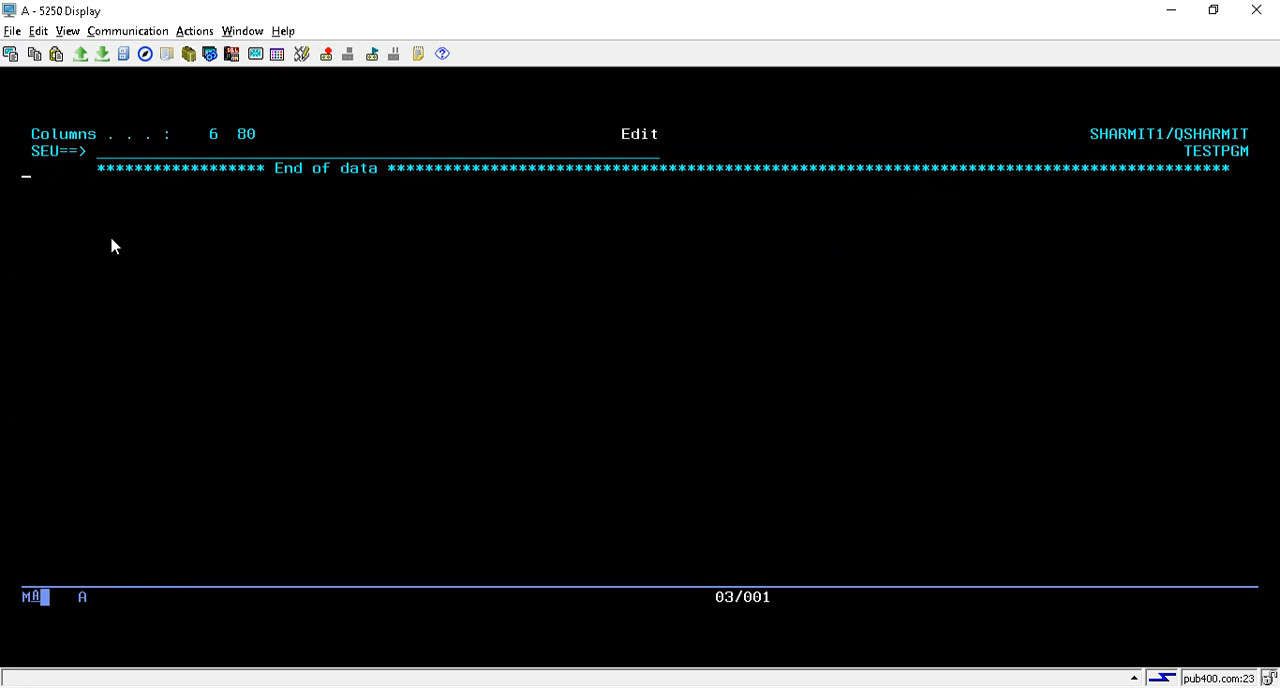 A - 5250 Display
File Edit View Communication Actions Window Help
Columns . . . : 6 80 Edit SHARMIT1/QSHARMIT
SEU==> TESTPGM
****************** End of data ******************************************************************************************
MA A 03/001
pub400.com:23